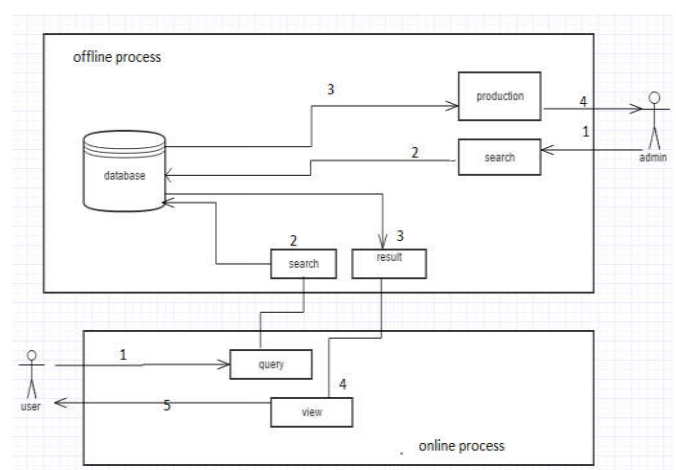 offline process
3
production
4
1
admin
2
search
database
2
3
search
result
1
query
4
user
5
view
online process